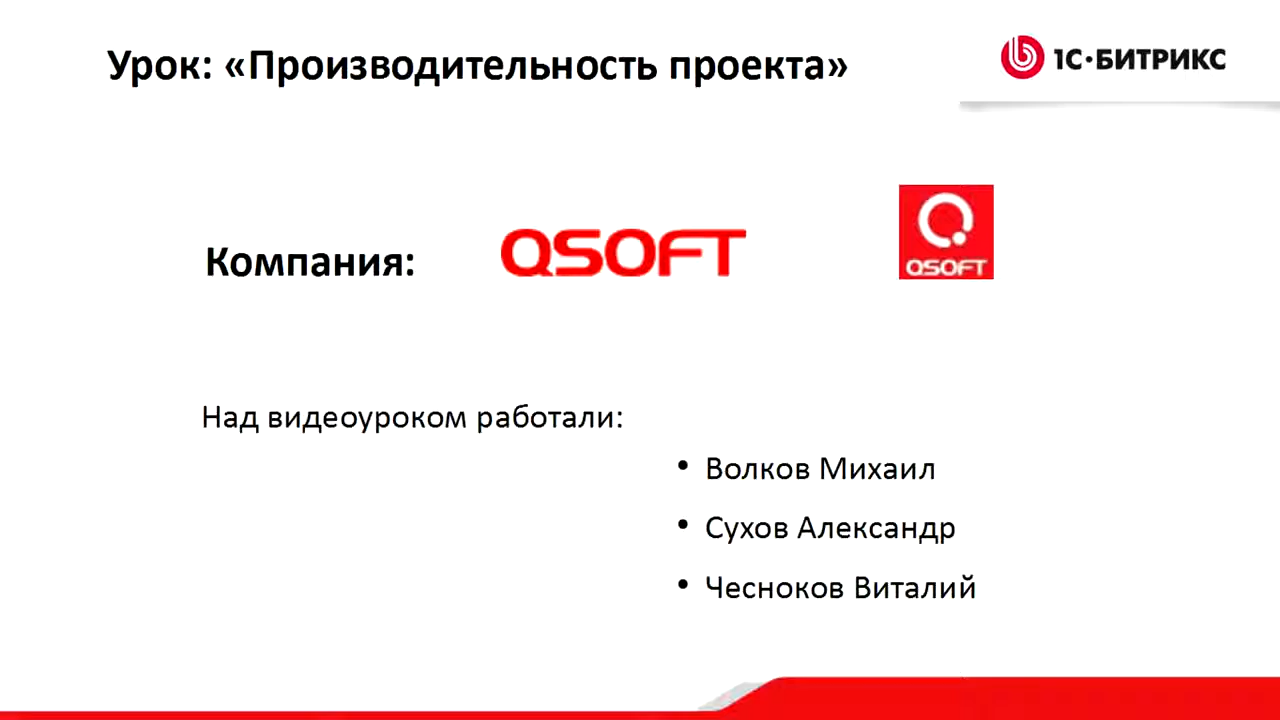 Урок: «Производительность проекта»
1С·БИТРИКС
Компания:
QSOFT
QSOFT
Над видеоуроком работали:
• Волков Михаил
• Сухов Александр
• Чесноков Виталий